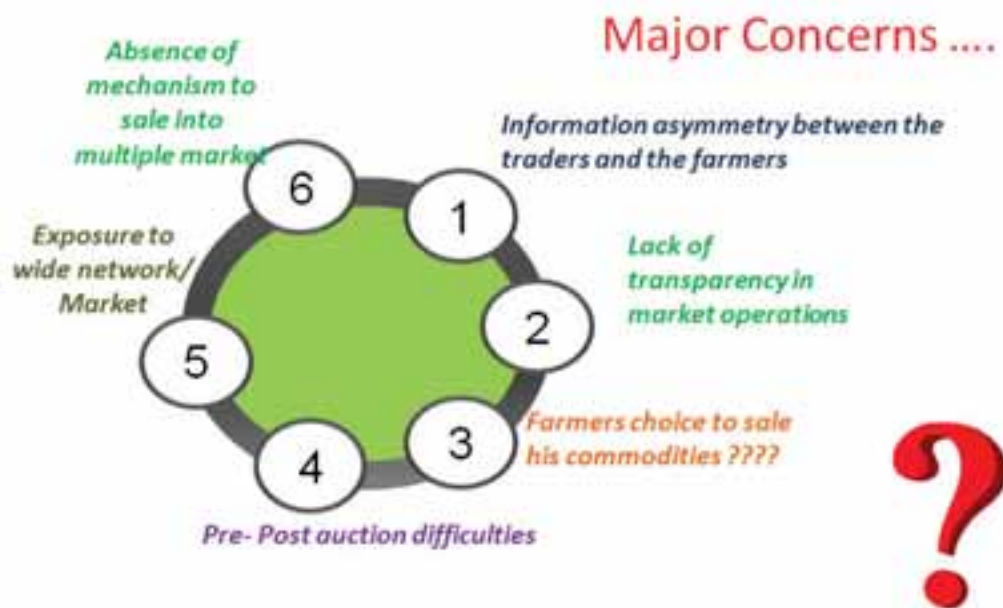 Major Concerns ....
Absence of
mechanism to
sale into
multiple market
6
Information asymmetry between the
traders and the farmers
1
Lack of
transparency in
market operations
2
Farmers choice to sale
his commodities ????
3
Pre- Post auction difficulties
4
Exposure to
wide network/
Market
5
?